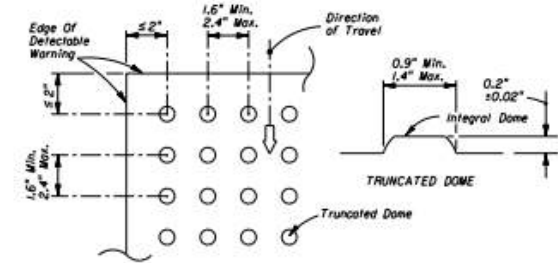 Edge Of
Detectable
Warning
≤ 2"
1.6" Min.
2.4" Max.
Direction
of Travel
≤ 2"
1.6" Min.
2.4" Max.
Truncated Dome
0.9" Min.
1.4" Max.
0.2"
±0.02"
Integral Dome
TRUNCATED DOME